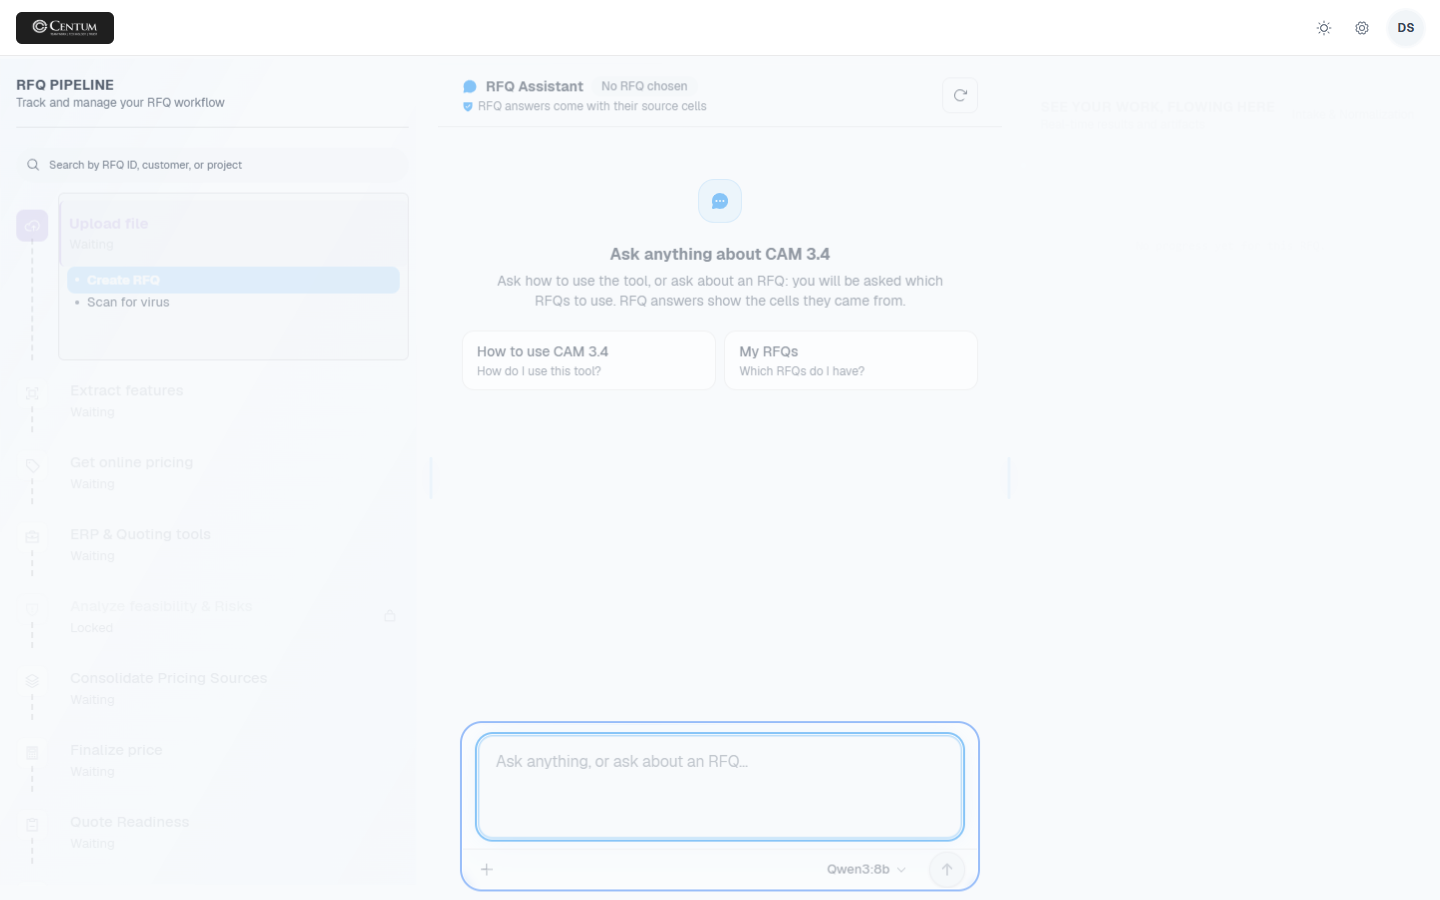 CENTUM
DS
RFQ PIPELINE
Track and manage your RFQ workflow
Search by RFQ ID, customer, or project
Upload file
Waiting
Create RFQ
Scan for virus
Extract features
Waiting
Get online pricing
Waiting
ERP & Quoting tools
Waiting
Analyze feasibility & Risks
Locked
Consolidate Pricing Sources
Waiting
Finalize price
Waiting
Quote Readiness
Waiting
RFQ Assistant No RFQ chosen
RFQ answers come with their source cells
Ask anything about CAM 3.4
Ask how to use the tool, or ask about an RFQ: you will be asked which
RFQs to use. RFQ answers show the cells they came from.
How to use CAM 3.4
How do I use this tool?
My RFQs
Which RFQs do I have?
Ask anything, or ask about an RFQ...
Qwen3:8b
SEE YOUR WORK, FLOWING HERE